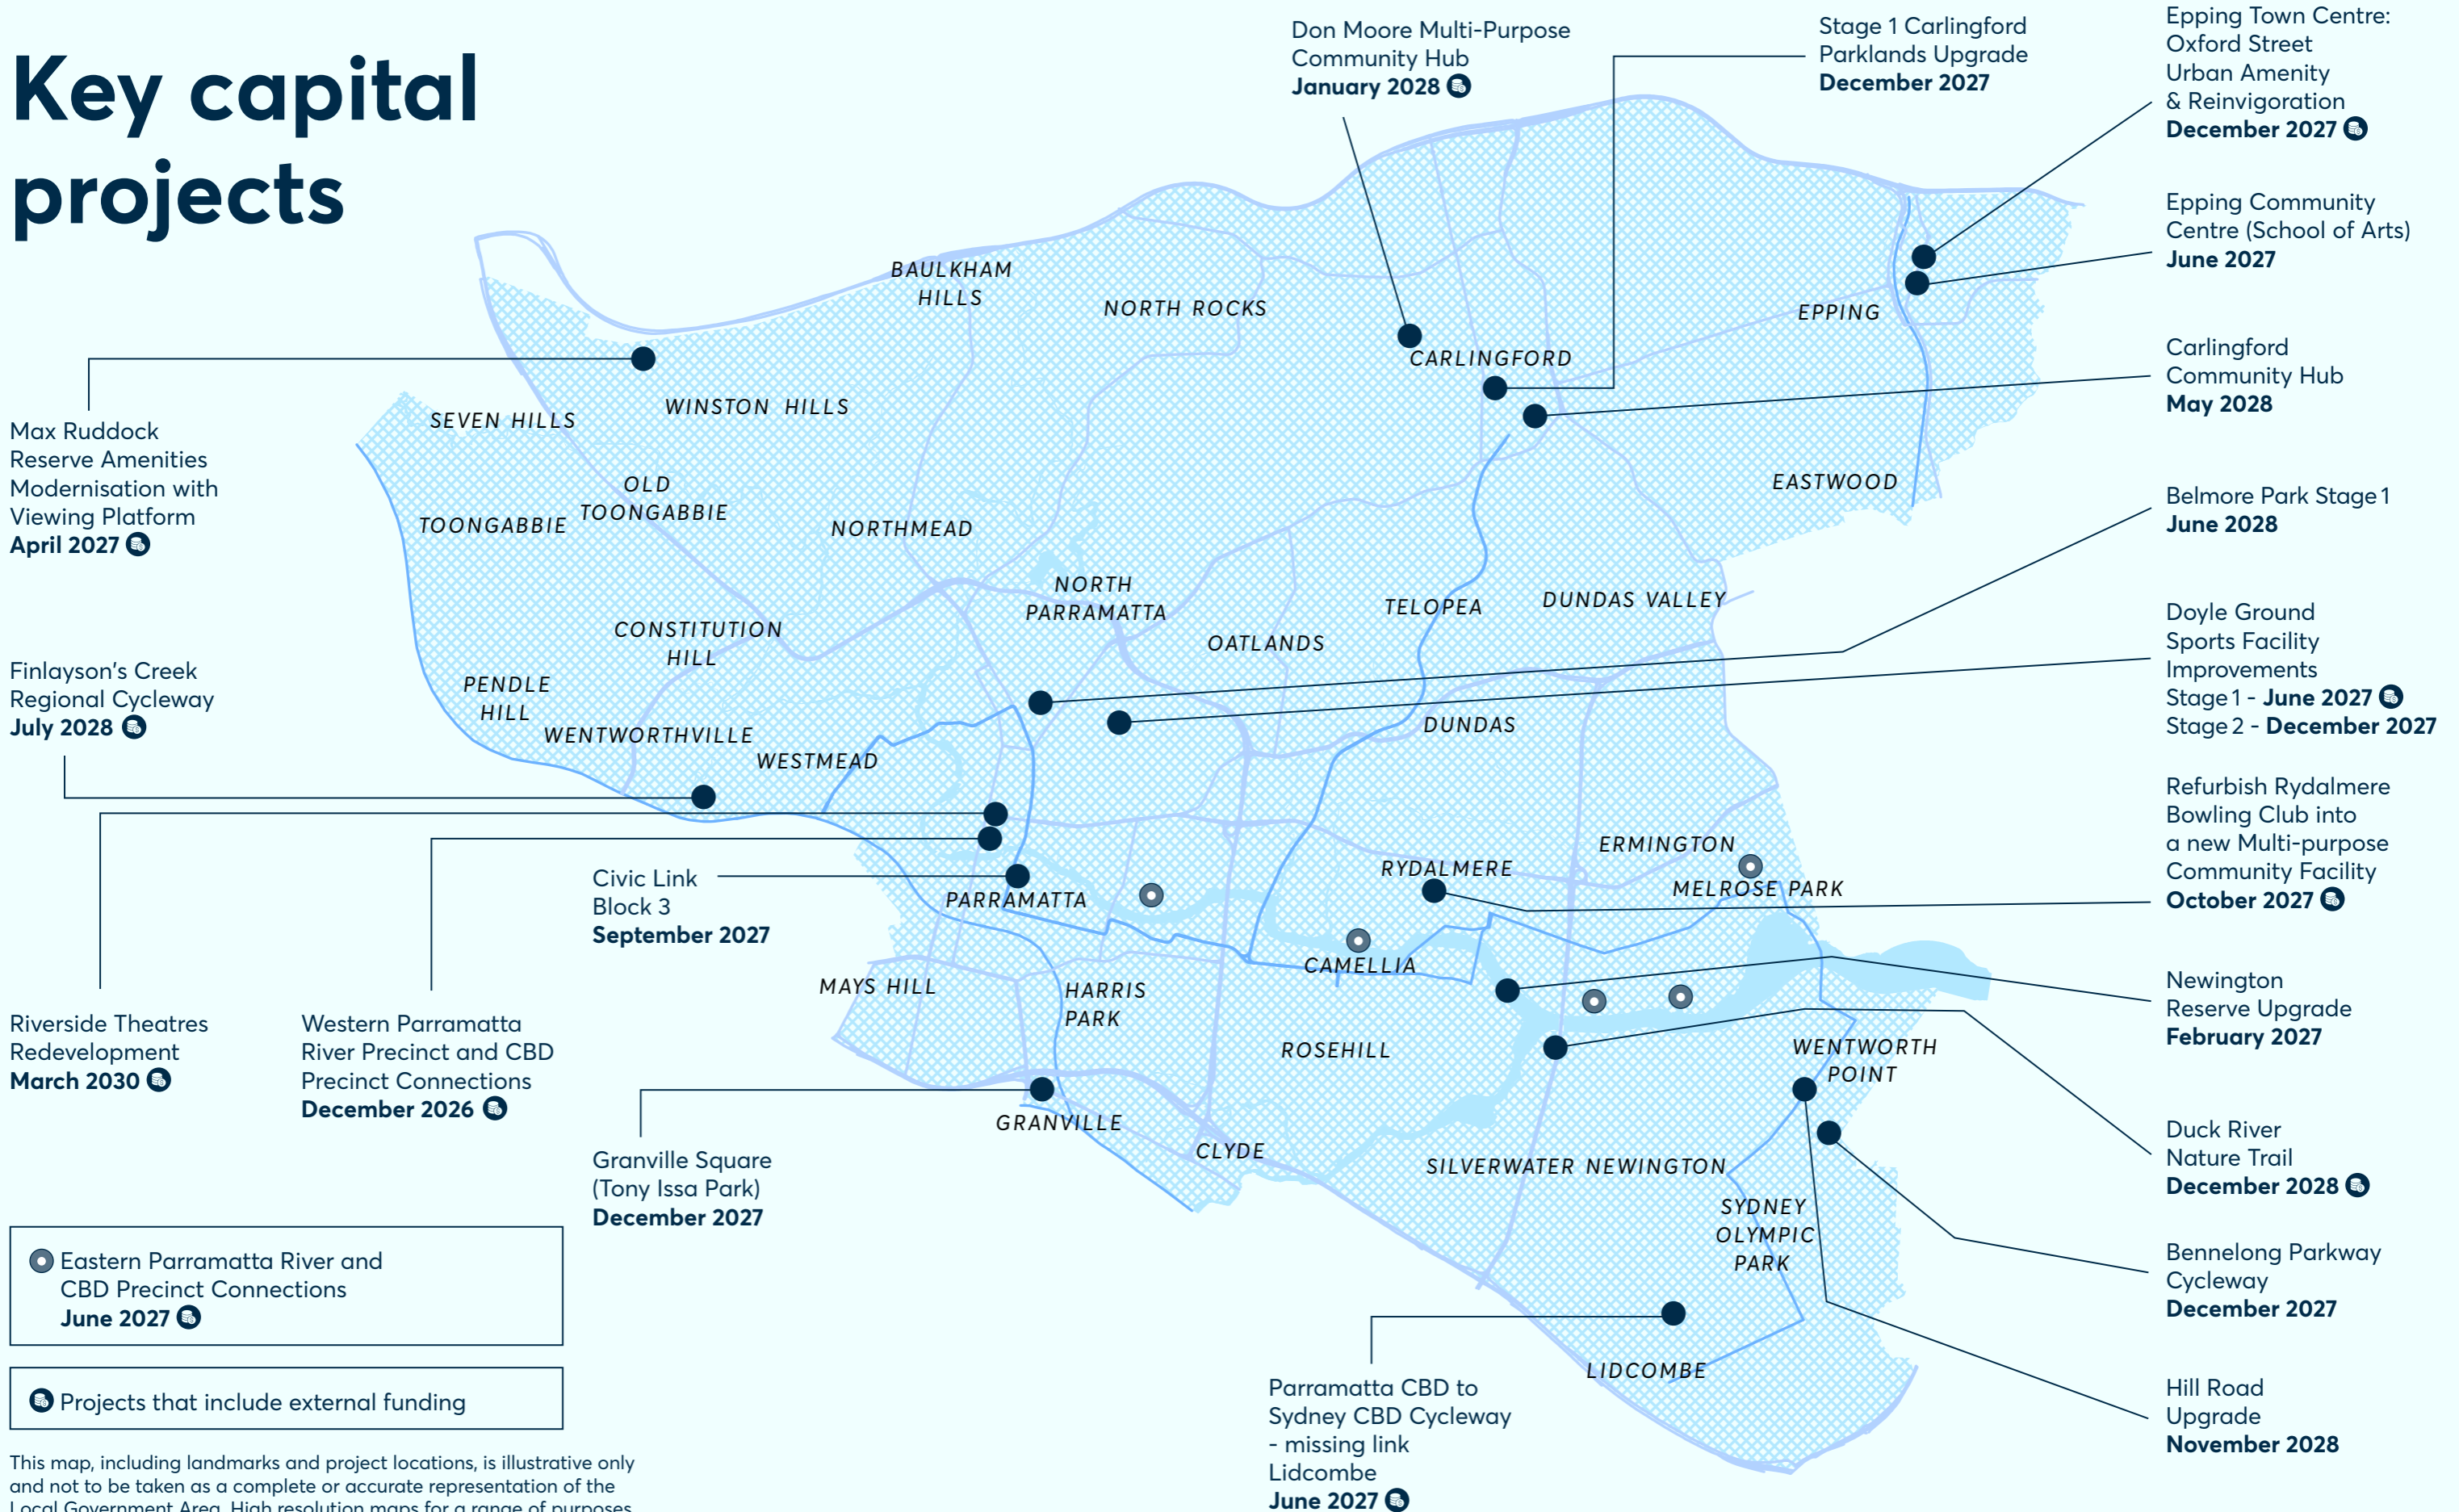 Key capital
projects
Don Moore Multi-Purpose
Community Hub
January 2028
Stage 1 Carlingford
Parklands Upgrade
December 2027
Epping Town Centre:
Oxford Street
Urban Amenity
& Reinvigoration
December 2027
Epping Community
Centre (School of Arts)
June 2027
Carlingford
Community Hub
May 2028
Belmore Park Stage 1
June 2028
Doyle Ground
Sports Facility
Improvements
Stage 1 - June 2027
Stage 2 - December 2027
Refurbish Rydalmere
Bowling Club into
a new Multi-purpose
Community Facility
October 2027
Newington
Reserve Upgrade
February 2027
Duck River
Nature Trail
December 2028
Bennelong Parkway
Cycleway
December 2027
Hill Road
Upgrade
November 2028
Max Ruddock
Reserve Amenities
Modernisation with
Viewing Platform
April 2027
Finlayson's Creek
Regional Cycleway
July 2028
Riverside Theatres
Redevelopment
March 2030
Western Parramatta
River Precinct and CBD
Precinct Connections
December 2026
Civic Link
Block 3
September 2027
Granville Square
(Tony Issa Park)
December 2027
Parramatta CBD to
Sydney CBD Cycleway
- missing link
Lidcombe
June 2027
BAULKHAM
HILLS
NORTH ROCKS
CARLINGFORD
EPPING
SEVEN HILLS
WINSTON HILLS
OLD
TOONGABBIE
TOONGABBIE
NORTHMEAD
EASTWOOD
NORTH
PARRAMATTA
TELOPEA
DUNDAS VALLEY
CONSTITUTION
HILL
OATLANDS
PENDLE
HILL
WENTWORTHVILLE
WESTMEAD
DUNDAS
ERMINGTON
RYDALMERE
MELROSE PARK
PARRAMATTA
CAMELLIA
MAYS HILL
HARRIS
PARK
ROSEHILL
WENTWORTH
POINT
GRANVILLE
CLYDE
SILVERWATER
NEWINGTON
SYDNEY
OLYMPIC
PARK
LIDCOMBE
Eastern Parramatta River and
CBD Precinct Connections
June 2027
Projects that include external funding
This map, including landmarks and project locations, is illustrative only
and not to be taken as a complete or accurate representation of the
Local Government Area. High resolution maps for a range of purposes